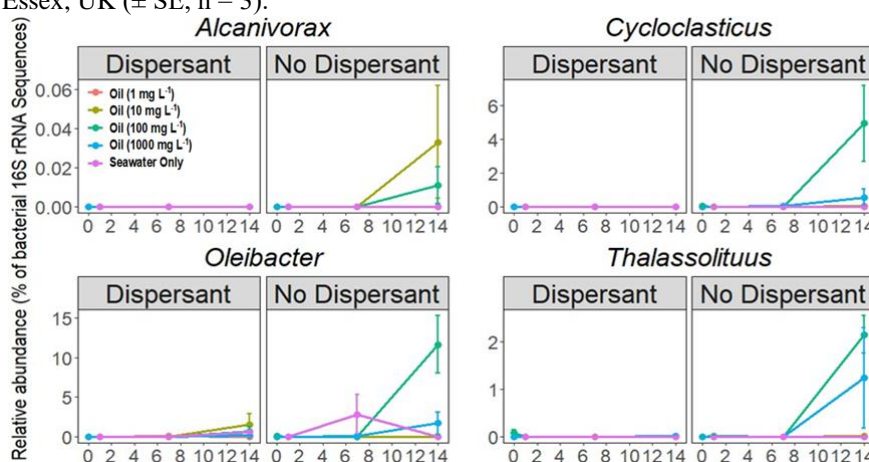 Essex, UK (± SE, n = 3).
Relative abundance (% of bacterial 16S rRNA Sequences)
Alcanivorax
Dispersant No Dispersant
0.06
0.04
0.02
0.00
Oil (1 mg L⁻¹)
Oil (10 mg L⁻¹)
Oil (100 mg L⁻¹)
Oil (1000 mg L⁻¹)
Seawater Only
0 2 4 6 8 10 12 14 0 2 4 6 8 10 12 14
Cycloclasticus
Dispersant No Dispersant
6
4
2
0
0 2 4 6 8 10 12 14 0 2 4 6 8 10 12 14
Oleibacter
Dispersant No Dispersant
15
10
5
0
0 2 4 6 8 10 12 14 0 2 4 6 8 10 12 14
Thalassolituus
Dispersant No Dispersant
2
1
0
0 2 4 6 8 10 12 14 0 2 4 6 8 10 12 14